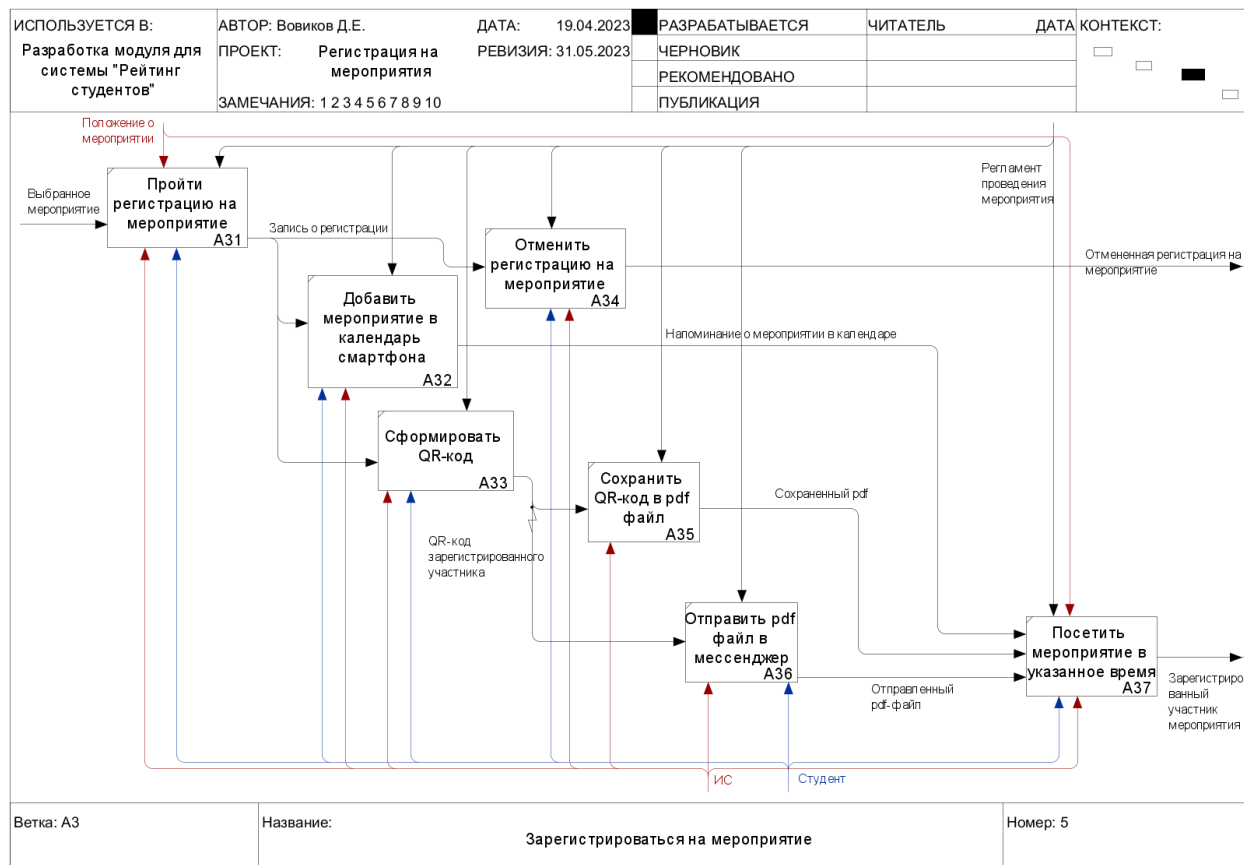 ИСПОЛЬЗУЕТСЯ В:
Разработка модуля для
системы "Рейтинг
студентов"
АВТОР: Вовиков Д.Е.
ДАТА: 19.04.2023
ПРОЕКТ: Регистрация на
мероприятия
РЕВИЗИЯ: 31.05.2023
ЗАМЕЧАНИЯ: 1 2 3 4 5 6 7 8 9 10
РАЗРАБАТЫВАЕТСЯ
ЧЕРНОВИК
РЕКОМЕНДОВАНО
ПУБЛИКАЦИЯ
ЧИТАТЕЛЬ
ДАТА
КОНТЕКСТ:
Положение о
мероприятии
Выбранное
мероприятие
Пройти
регистрацию на
мероприятие
A31
Регламент
проведения
мероприятия
Запись о регистрации
Отменить
регистрацию на
мероприятие
A34
Отмененная регистрация на
мероприятие
Добавить
мероприятие в
календарь
смартфона
A32
Напоминание о мероприятии в календаре
Сформировать
QR-код
A33
Сохранить
QR-код в pdf
файл
A35
Сохраненный pdf
QR-код
зарегистрированного
участника
Отправить pdf
файл в
мессенджер
A36
Отправленный
pdf-файл
Посетить
мероприятие в
указанное время
A37
Зарегистриро
ванный
участник
мероприятия
ИС
Студент
Ветка: A3
Название:
Зарегистрироваться на мероприятие
Номер: 5